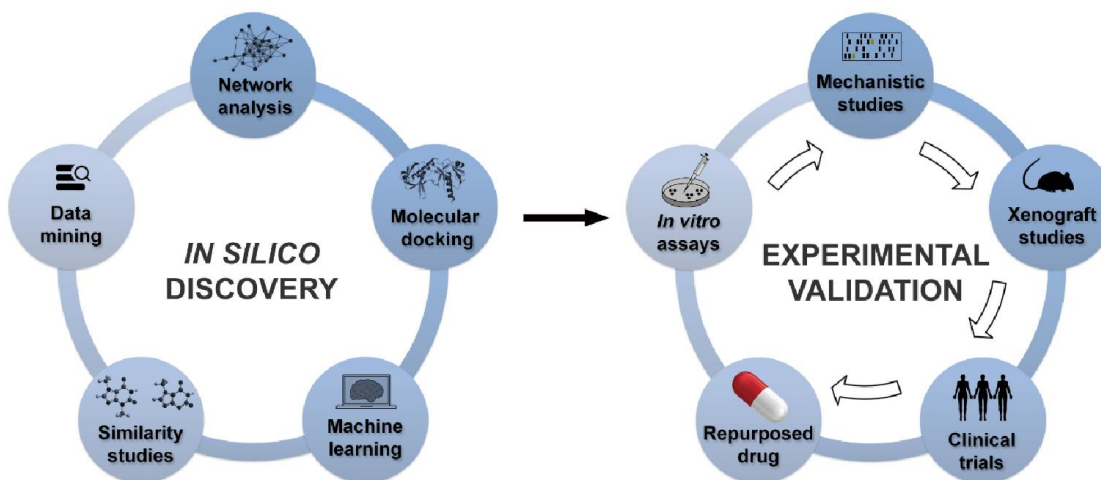 Network
analysis
Data
mining
Molecular
docking
IN SILICO
DISCOVERY
Similarity
studies
Machine
learning
Mechanistic
studies
In vitro
assays
Xenograft
studies
EXPERIMENTAL
VALIDATION
Repurposed
drug
Clinical
trials